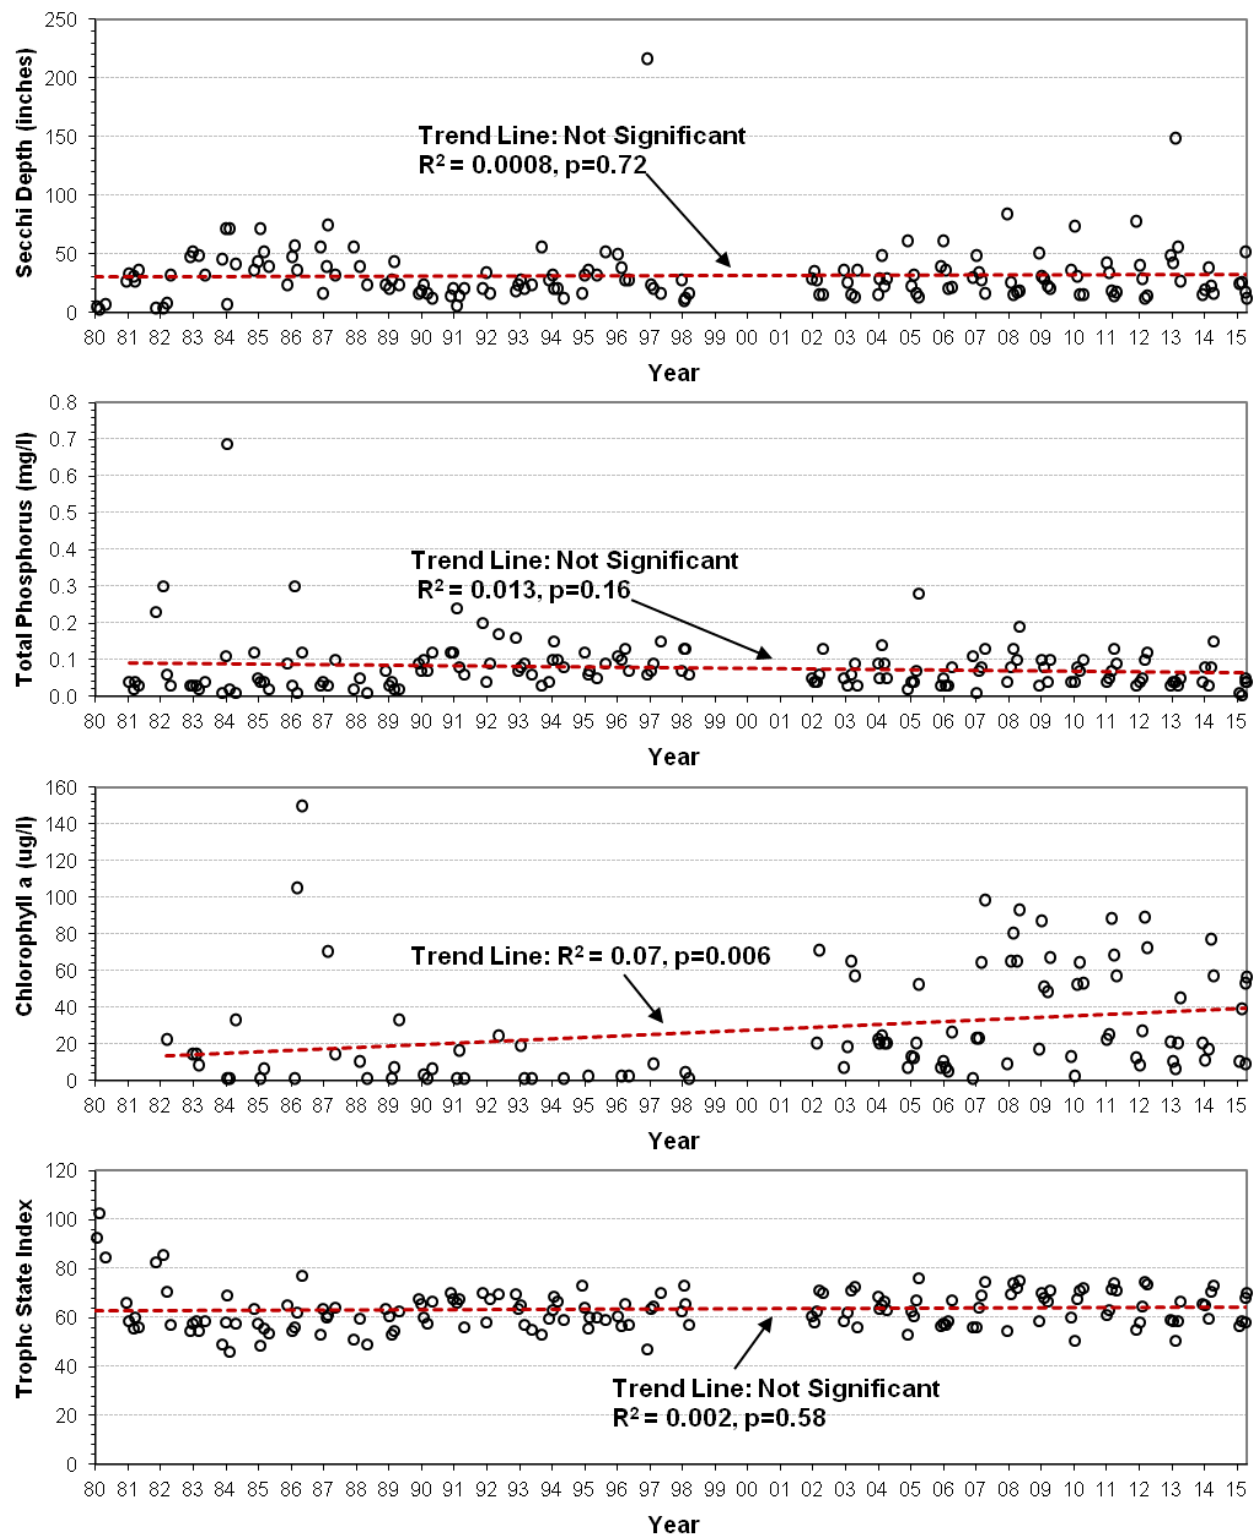 250
200
150
100
50
0
Secchi Depth (inches)
Trend Line: Not Significant
R² = 0.0008, p=0.72
80 81 82 83 84 85 86 87 88 89 90 91 92 93 94 95 96 97 98 99 00 01 02 03 04 05 06 07 08 09 10 11 12 13 14 15
Year
0.8
0.7
0.6
0.5
0.4
0.3
0.2
0.1
0.0
Total Phosphorus (mg/l)
Trend Line: Not Significant
R² = 0.013, p=0.16
80 81 82 83 84 85 86 87 88 89 90 91 92 93 94 95 96 97 98 99 00 01 02 03 04 05 06 07 08 09 10 11 12 13 14 15
Year
160
140
120
100
80
60
40
20
0
Chlorophyll a (ug/l)
Trend Line: R² = 0.07, p=0.006
80 81 82 83 84 85 86 87 88 89 90 91 92 93 94 95 96 97 98 99 00 01 02 03 04 05 06 07 08 09 10 11 12 13 14 15
Year
120
100
80
60
40
20
0
Trophc State Index
Trend Line: Not Significant
R² = 0.002, p=0.58
80 81 82 83 84 85 86 87 88 89 90 91 92 93 94 95 96 97 98 99 00 01 02 03 04 05 06 07 08 09 10 11 12 13 14 15
Year